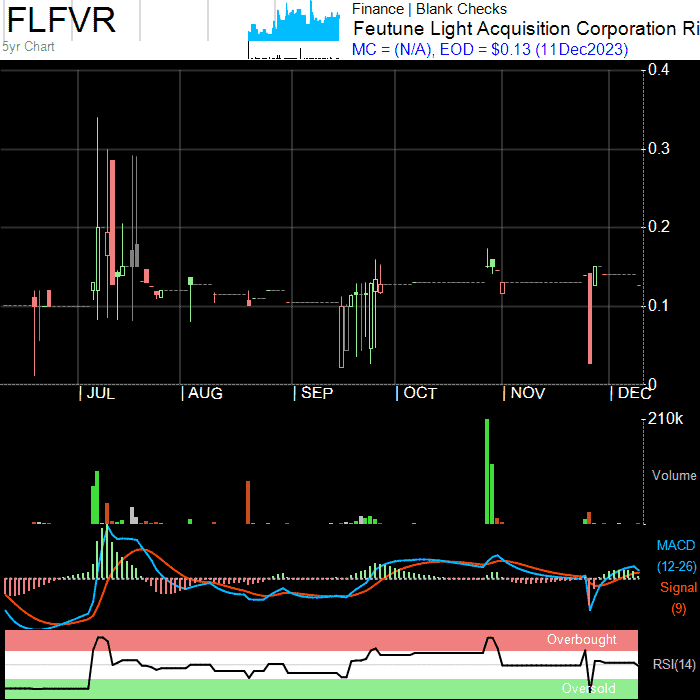 FLFVR
5yr Chart
Finance | Blank Checks
Feutune Light Acquisition Corporation Ri
MC = (N/A), EOD = $0.13 (11Dec2023)
0.4
0.3
0.2
0.1
0
| JUL | AUG | SEP | OCT | NOV | DEC
210k
Volume
MACD
(12-26)
Signal
(9)
Overbought
RSI(14)
Oversold